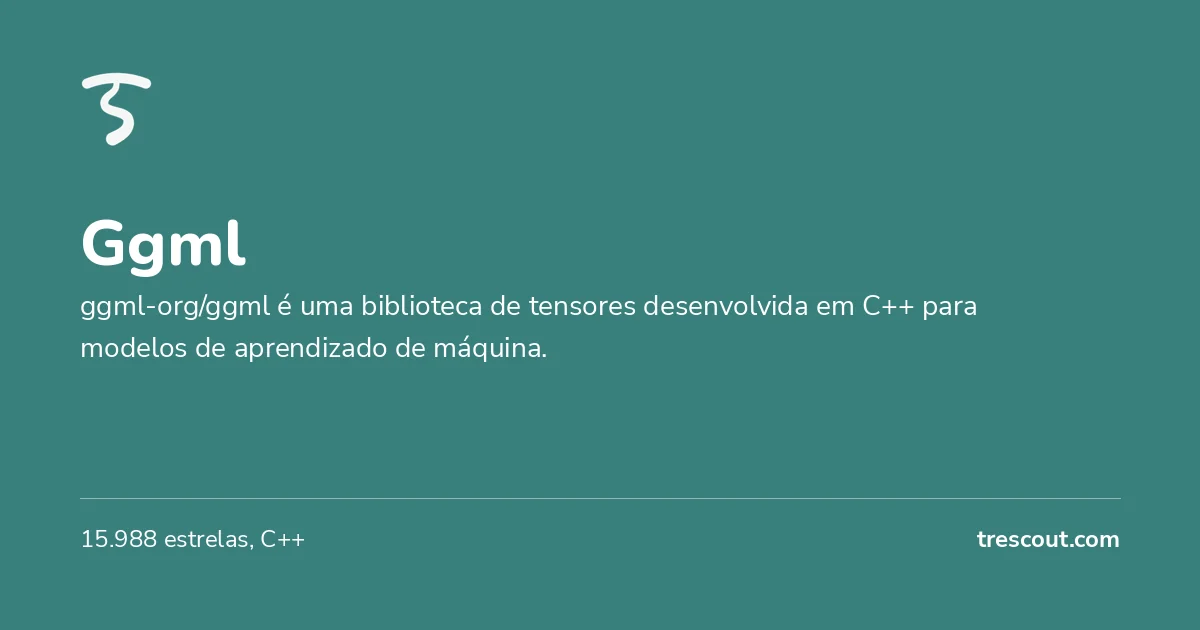 Ggml
ggml-org/ggml é uma biblioteca de tensores desenvolvida em C++ para
modelos de aprendizado de máquina.
15.988 estrelas, C++
trescout.com